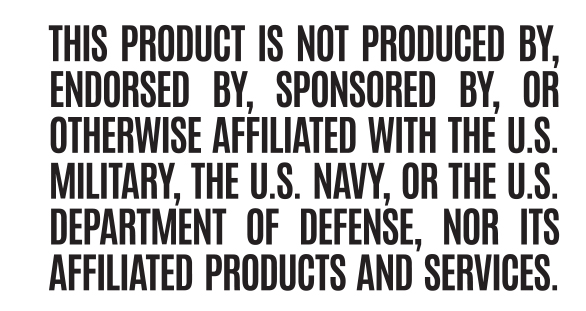 THIS PRODUCT IS NOT PRODUCED BY,
ENDORSED BY, SPONSORED BY, OR
OTHERWISE AFFILIATED WITH THE U.S.
MILITARY, THE U.S. NAVY, OR THE U.S.
DEPARTMENT OF DEFENSE, NOR ITS
AFFILIATED PRODUCTS AND SERVICES.